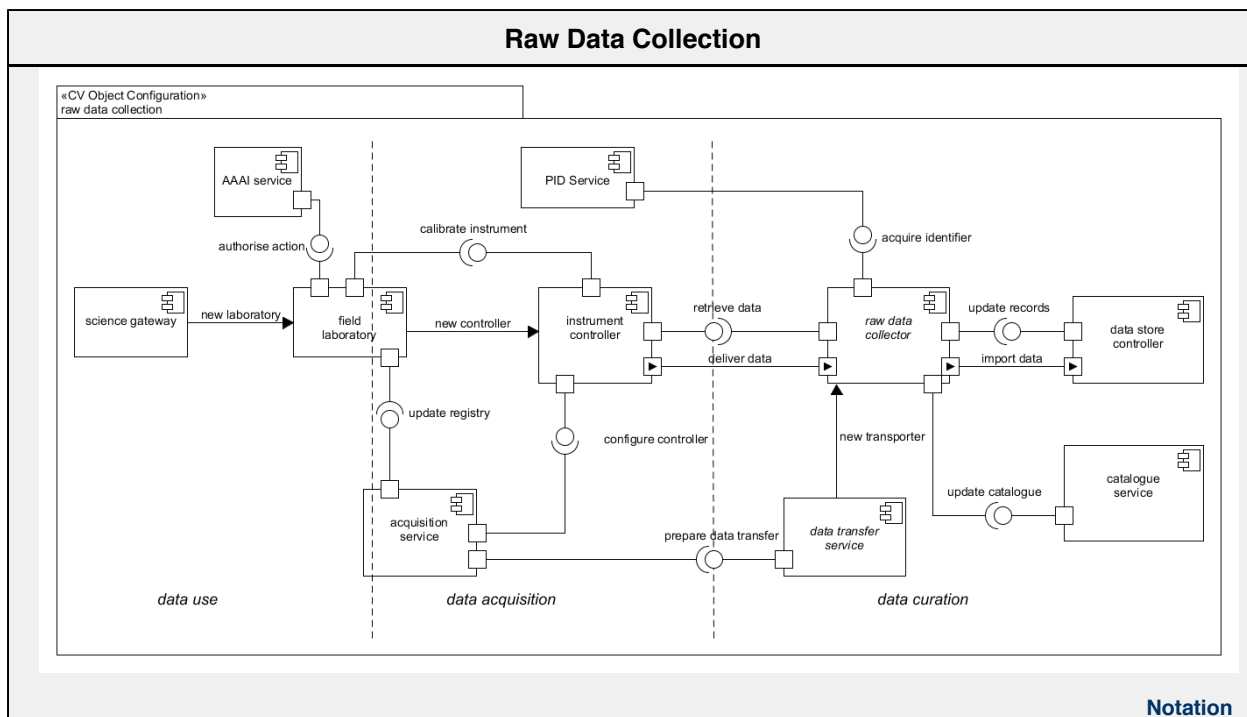 Raw Data Collection
«CV Object Configuration»
raw data collection
AAAI service
PID Service
calibrate instrument
authorise action
acquire identifier
science gateway
new laboratory
field
laboratory
new controller
instrument
controller
retrieve data
deliver data
raw data
collector
update records
import data
data store
controller
update registry
configure controller
new transporter
acquisition
service
prepare data transfer
data transfer
service
update catalogue
catalogue
service
data use
data acquisition
data curation
Notation